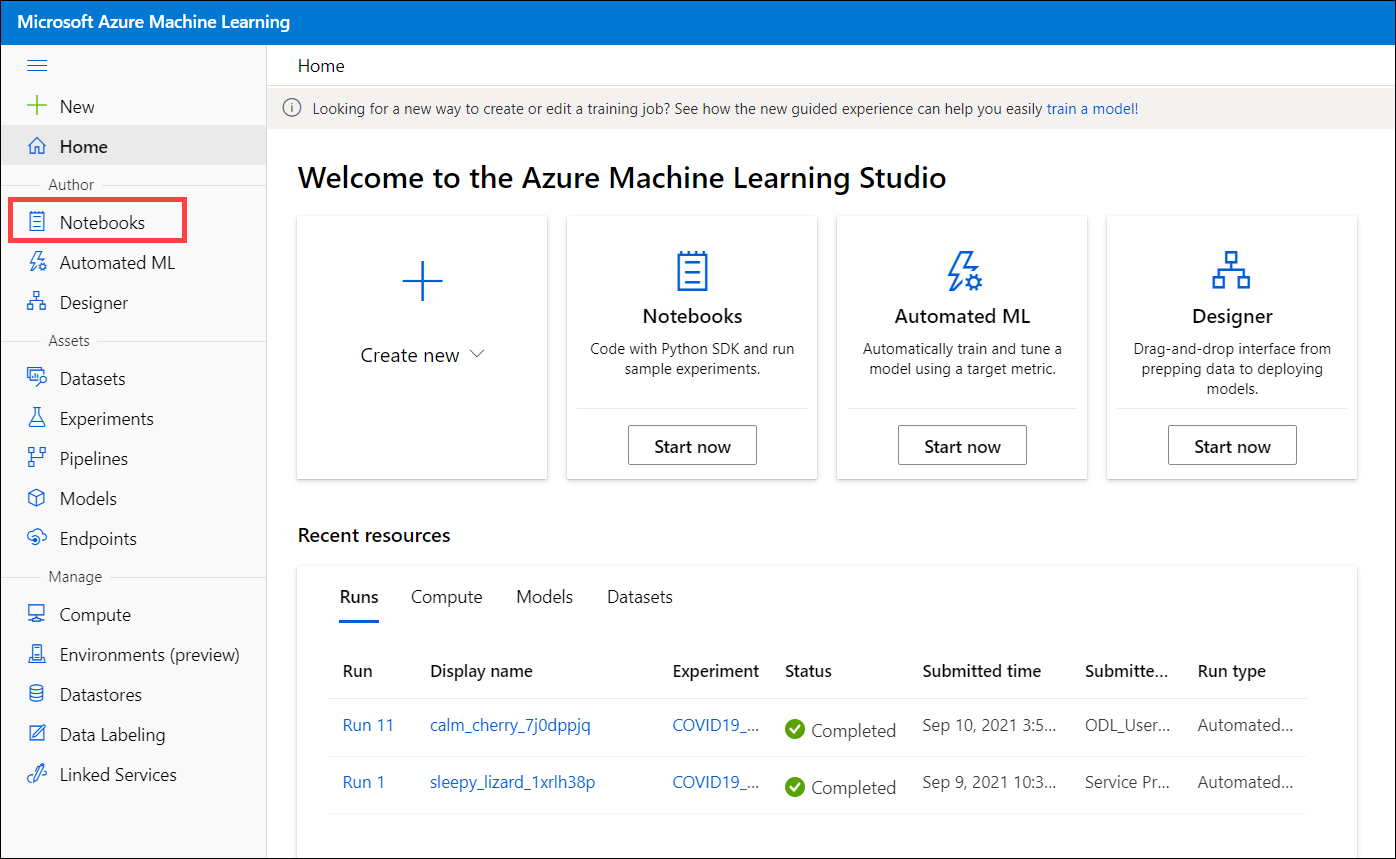 Microsoft Azure Machine Learning
New
Home
Author
Notebooks
Automated ML
Designer
Assets
Datasets
Experiments
Pipelines
Models
Endpoints
Manage
Compute
Environments (preview)
Datastores
Data Labeling
Linked Services
Home
Looking for a new way to create or edit a training job? See how the new guided experience can help you easily train a model!
Welcome to the Azure Machine Learning Studio
Create new
Notebooks
Code with Python SDK and run
sample experiments.
Start now
Automated ML
Automatically train and tune a
model using a target metric.
Start now
Designer
Drag-and-drop interface from
prepping data to deploying
models.
Start now
Recent resources
Runs Compute Models Datasets
Run Display name Experiment Status Submitted time Submitte... Run type
Run 11 calm_cherry_7j0dppjq COVID19_... Completed Sep 10, 2021 3:5... ODL_User... Automated...
Run 1 sleepy_lizard_1xrlh38p COVID19_... Completed Sep 9, 2021 10:3... Service Pr... Automated...